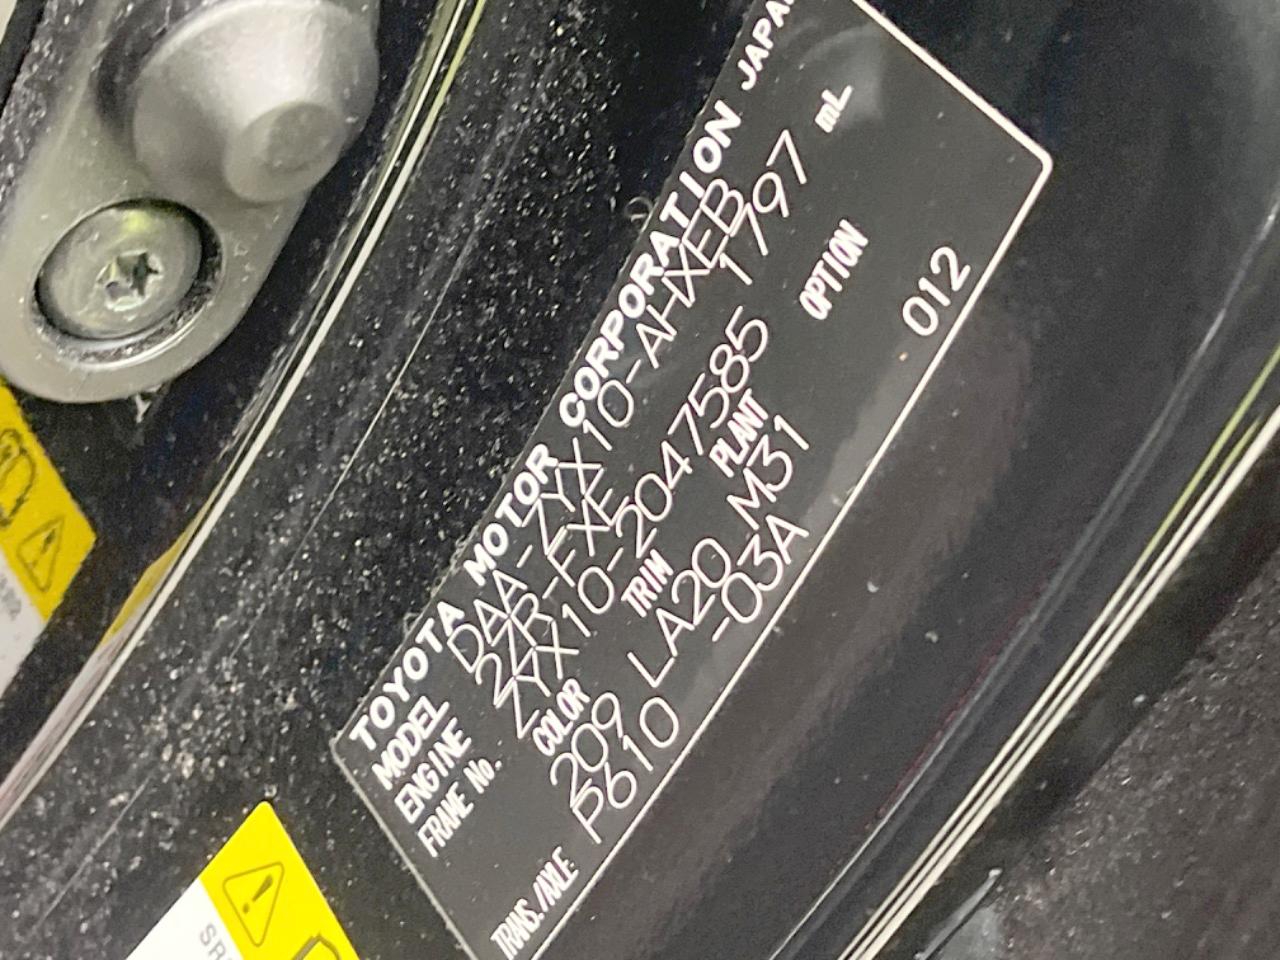 TOYOTA MOTOR CORPORATION JAPA
MODEL DAA-ZYX10-AHXEB
ENGINE 2ZR-FXE 1797 mL
FRAME No. ZYX10-2047585
COLOR TRIM PLANT OPTION
209 LA20 M31 012
TRANS./AXLE P610 -03A